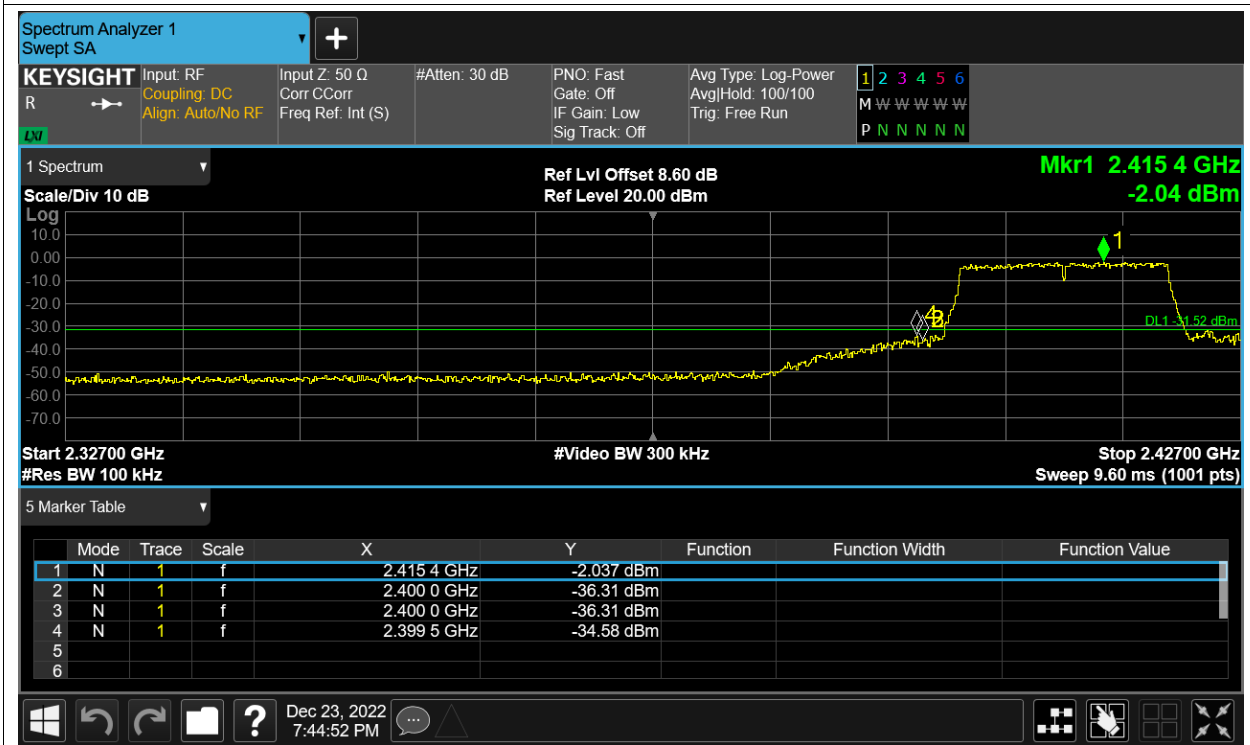 Spectrum Analyzer 1
Swept SA
KEYSIGHT
R
LXI
Input: RF
Coupling: DC
Align: Auto/No RF
Input Z: 50 Ω
Corr CCorr
Freq Ref: Int (S)
#Atten: 30 dB
PNO: Fast
Gate: Off
IF Gain: Low
Sig Track: Off
Avg Type: Log-Power
Avg|Hold: 100/100
Trig: Free Run
1 2 3 4 5 6
M W W W W W
P N N N N N
1 Spectrum
Scale/Div 10 dB
Ref Lvl Offset 8.60 dB
Ref Level 20.00 dBm
Mkr1 2.415 4 GHz
-2.04 dBm
Log
10.0
0.00
-10.0
-20.0
-30.0
-40.0
-50.0
-60.0
-70.0
1
DL1 -31.52 dBm
Start 2.32700 GHz
#Res BW 100 kHz
#Video BW 300 kHz
Stop 2.42700 GHz
Sweep 9.60 ms (1001 pts)
5 Marker Table
Mode Trace Scale X Y Function Function Width Function Value
1 N 1 f 2.415 4 GHz -2.037 dBm
2 N 1 f 2.400 0 GHz -36.31 dBm
3 N 1 f 2.400 0 GHz -36.31 dBm
4 N 1 f 2.399 5 GHz -34.58 dBm
5
6
?
Dec 23, 2022
7:44:52 PM